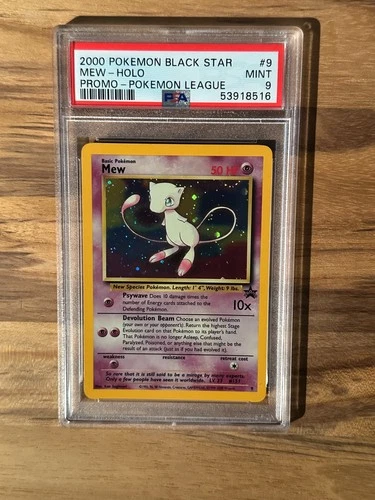 2000 POKEMON BLACK STAR #9
MEW - HOLO MINT
PROMO - POKEMON LEAGUE 9
PSA 53918516
Basic Pokémon
Mew 50 HP
New Species Pokémon. Length: 1' 4", Weight: 9 lbs.
Psywave Does 10 damage times the
number of Energy cards attached to the
Defending Pokémon.
10x
Devolution Beam Choose an evolved Pokémon
(your own or your opponent's). Return the highest Stage
Evolution card on that Pokémon to its player's hand.
That Pokémon is no longer Asleep, Confused,
Paralyzed, Poisoned, or anything else that might be the
result of an attack (just as if you had evolved it).
weakness resistance retreat cost
So rare that it is still said to be a mirage by many experts.
Only a few people have seen it worldwide. LV. 23 #151